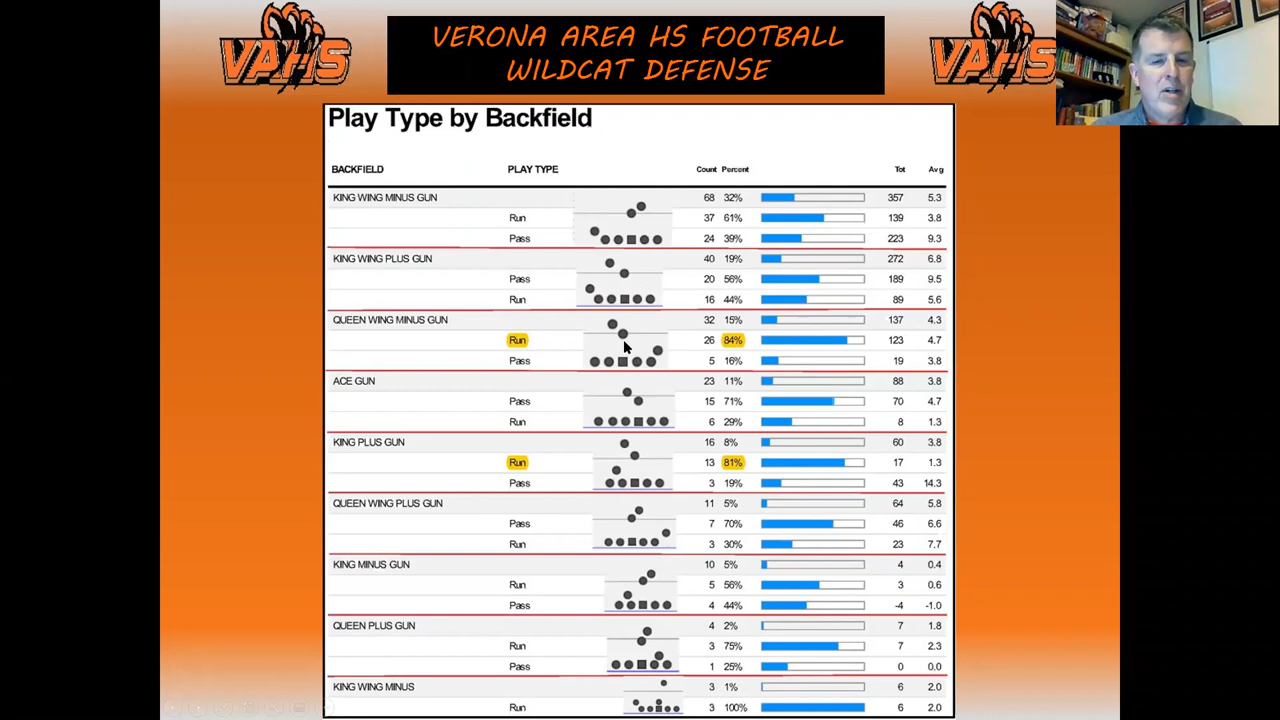 VAHS
VERONA AREA HS FOOTBALL
WILDCAT DEFENSE
VAHS
Play Type by Backfield
BACKFIELD PLAY TYPE Count Percent Tot Avg
KING WING MINUS GUN 68 32% 357 5.3
Run 37 61% 139 3.8
Pass 24 39% 223 9.3
KING WING PLUS GUN 40 19% 272 6.8
Pass 20 56% 189 9.5
Run 16 44% 89 5.6
QUEEN WING MINUS GUN 32 15% 137 4.3
Run 26 84% 123 4.7
Pass 5 16% 19 3.8
ACE GUN 23 11% 88 3.8
Pass 15 71% 70 4.7
Run 6 29% 8 1.3
KING PLUS GUN 16 8% 60 3.8
Run 13 81% 17 1.3
Pass 3 19% 43 14.3
QUEEN WING PLUS GUN 11 5% 64 5.8
Pass 7 70% 46 6.6
Run 3 30% 23 7.7
KING MINUS GUN 10 5% 4 0.4
Run 5 56% 3 0.6
Pass 4 44% -4 -1.0
QUEEN PLUS GUN 4 2% 7 1.8
Run 3 75% 7 2.3
Pass 1 25% 0 0.0
KING WING MINUS 3 1% 6 2.0
Run 3 100% 6 2.0